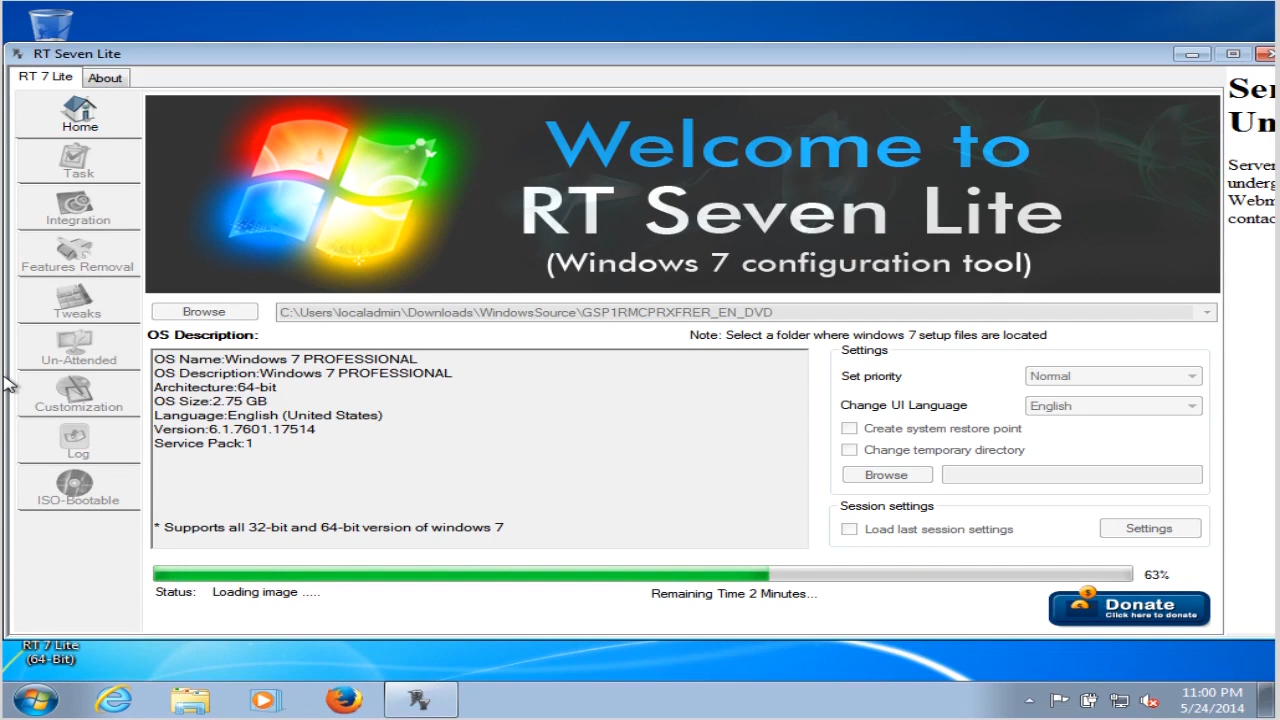 RT Seven Lite
RT 7 Lite
About
Home
Task
Integration
Features Removal
Tweaks
Un-Attended
Customization
Log
ISO-Bootable
Welcome to
RT Seven Lite
(Windows 7 configuration tool)
Browse
C:\Users\localadmin\Downloads\WindowsSource\GSP1RMCPRXFRER_EN_DVD
OS Description:
Note: Select a folder where windows 7 setup files are located
OS Name:Windows 7 PROFESSIONAL
OS Description:Windows 7 PROFESSIONAL
Architecture:64-bit
OS Size:2.75 GB
Language:English (United States)
Version:6.1.7601.17514
Service Pack:1
* Supports all 32-bit and 64-bit version of windows 7
Settings
Set priority
Normal
Change UI Language
English
Create system restore point
Change temporary directory
Browse
Session settings
Load last session settings
Settings
63%
Status: Loading image .....
Remaining Time 2 Minutes...
Donate
Click here to donate
Ser
Un
Server
underg
Webm
contac
RT 7 Lite
(64-Bit)
11:00 PM
5/24/2014